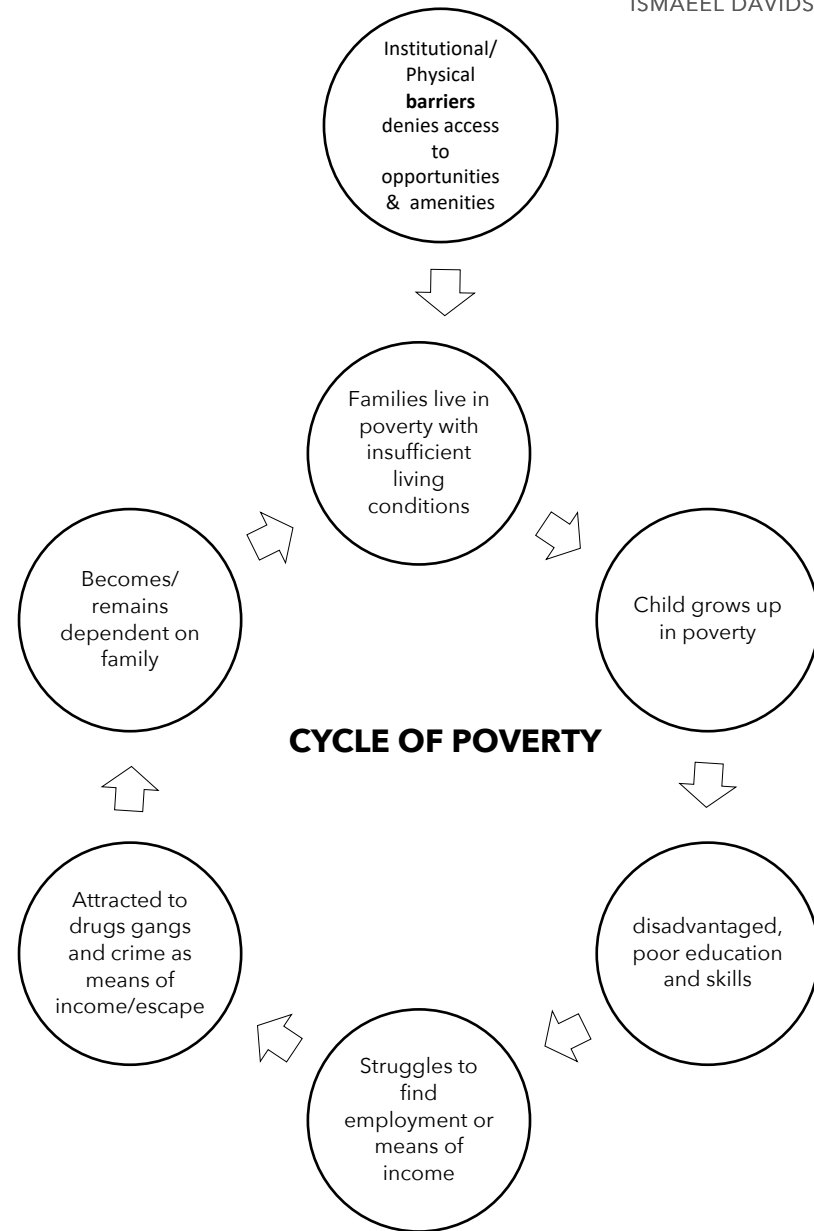 ISMAEEL DAVIDS
Institutional/
Physical
barriers
denies access
to
opportunities
& amenities
Families live in
poverty with
insufficient
living
conditions
Child grows up
in poverty
disadvantaged,
poor education
and skills
Struggles to
find
employment or
means of
income
Attracted to
drugs gangs
and crime as
means of
income/escape
Becomes/
remains
dependent on
family
CYCLE OF POVERTY